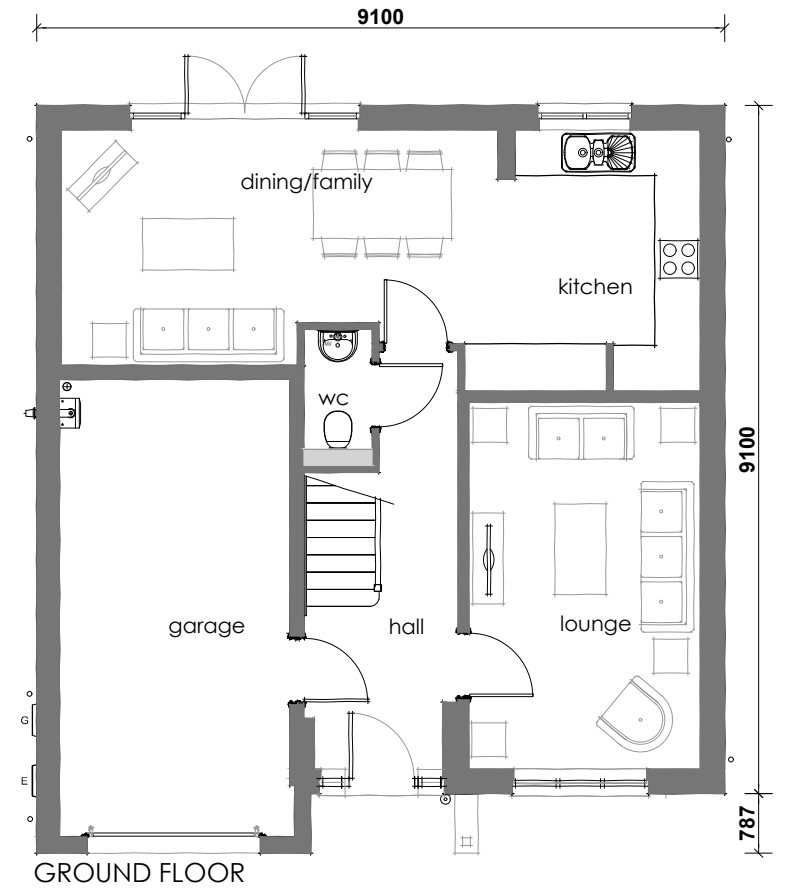 9100
dining/family
kitchen
wc
9100
garage
hall
lounge
G
E
787
GROUND FLOOR